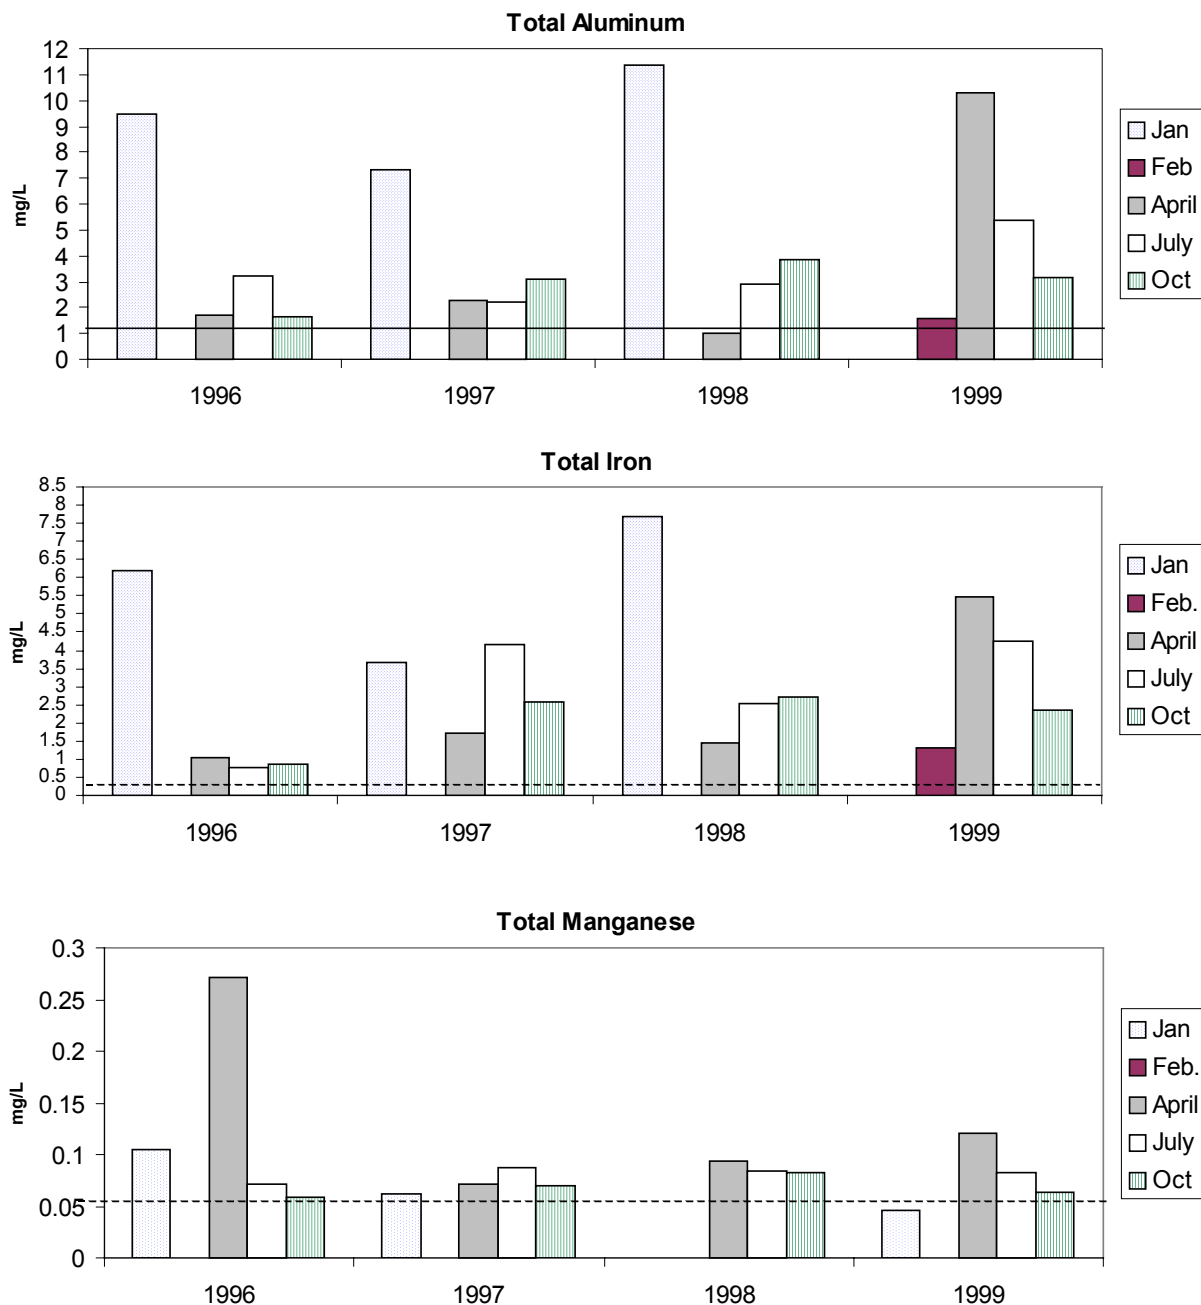 Total Aluminum
12
11
10
9
8
7
6
5
4
3
2
1
0
mg/L
1996 1997 1998 1999
Jan
Feb
April
July
Oct
Total Iron
8.5
8
7.5
7
6.5
6
5.5
5
4.5
4
3.5
3
2.5
2
1.5
1
0.5
0
mg/L
1996 1997 1998 1999
Jan
Feb.
April
July
Oct
Total Manganese
0.3
0.25
0.2
0.15
0.1
0.05
0
mg/L
1996 1997 1998 1999
Jan
Feb.
April
July
Oct